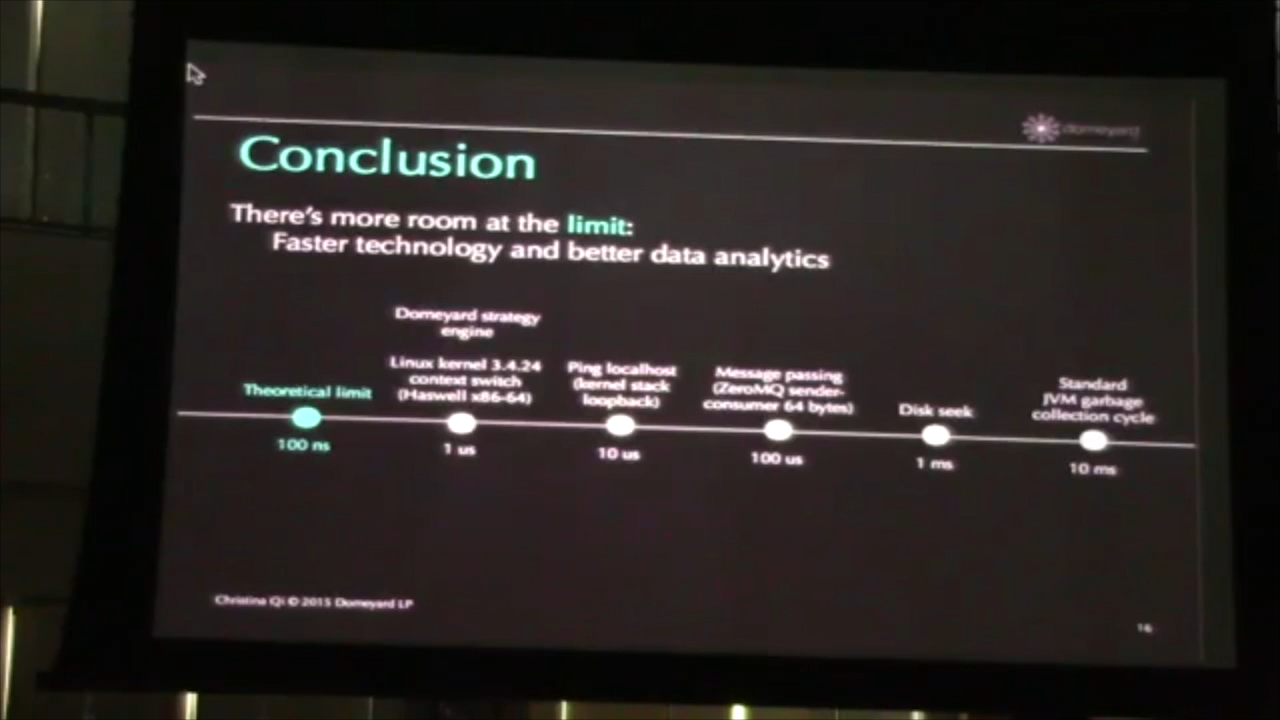 domeyard
Conclusion
There's more room at the limit:
Faster technology and better data analytics
Domeyard strategy
engine
Linux kernel 3.4.24
context switch
(Haswell x86-64)
Ping localhost
(kernel stack
loopback)
Message passing
(ZeroMQ sender-
consumer 64 bytes)
Disk seek
Standard
JVM garbage
collection cycle
Theoretical limit
100 ns
1 us
10 us
100 us
1 ms
10 ms
Christina Qi © 2015 Domeyard LP
16